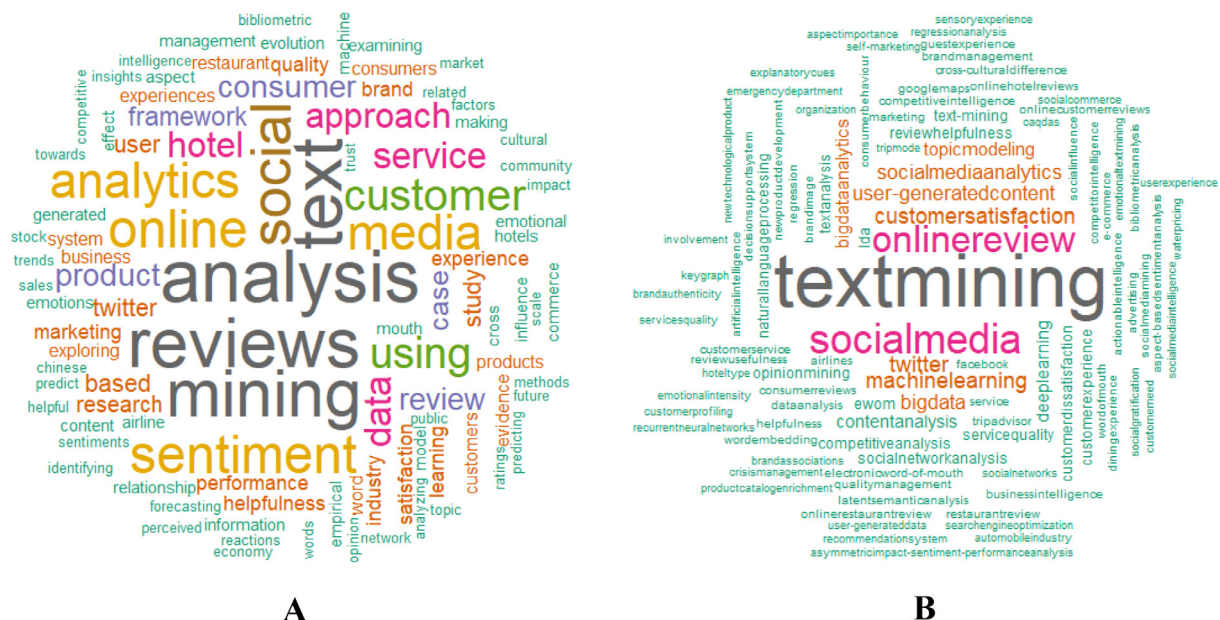 bibliometric
management evolution
machine
examining
intelligence restaurant quality
consumers market
insights aspect
consumer
brand related
experiences
competitive
effect
framework
social
approach
factors
making
user hotel
text
trust
service
cultural
towards
community
analytics
customer impact
generated
online
media
emotional
hotels
stock system
trends business
analysis
experience
sales product
case
study
cross
influence
scale
commerce
emotions twitter
marketing
reviews
mouth
using
exploring
products
chinese
predict based
mining
data
review
evidence
methods
future
helpful research
content airline
public
sentiments
sentiment
satisfaction
analyzing model
learning
customers
ratings
predicting
identifying
relationship performance
industry
forecasting helpfulness
empirical
opinion
word
topic
perceived information
network
reactions
words
economy
A
sensoryexperience
aspectimportance
regressionanalysis
self-marketing guestexperience
brandmanagement
explanatoryoues
cross-culturaldifference
emergencydepartment
googlemaps onlinehotelreviews
competitiveintelligence
socialcommerce
organization
marketing text-mining
onlinecustomerreviews
caqdas
reviewhelpfulness
tripmode topicmodeling
consumerbehaviour
bigdataanalytics
newtechnologicalproduct
decisionsupportsystem
newproductdevelopment
naturallanguageprocessing
regression
brandimage
textanalysis
socialmediaanalytics
user-generatedcontent
customersatisfaction
lda
onlinereview
socialinfluence
competitorintelligence
e-commerce
emotionaltextmining
bibliometricanalysis
userexperience
involvement
textmining
keygraph
brandauthenticity
artificialintelligence
servicesquality
actionableintelligence
advertising
socialmediamining
aspect-basedsentimentanalysis
socialmediaintelligence
waterpricing
socialmedia
customerservice
reviewusefulness airlines
twitter facebook
hoteltype opinionmining
machinelearning
deeplearning
customerdissatisfaction
customerexperience
wordofmouth
diningexperience
socialgratification
customerneed
emotionalintensity
consumerreviews
customerprofiling
dataanalysis ewom bigdata service
recurrentneuralnetworks helpfulness contentanalysis tripadvisor
wordembedding competitiveanalysis servicequality
brandassociations socialnetworkanalysis
crisismanagement electronicword-of-mouth socialnetworks
productcatalogenrichment qualitymanagement
latentsemanticanalysis businessintelligence
onlinerestaurantreview restaurantreview
user-generateddata searchengineoptimization
recommendationsystem automobileindustry
asymmetricimpact-sentiment-performanceanalysis
B